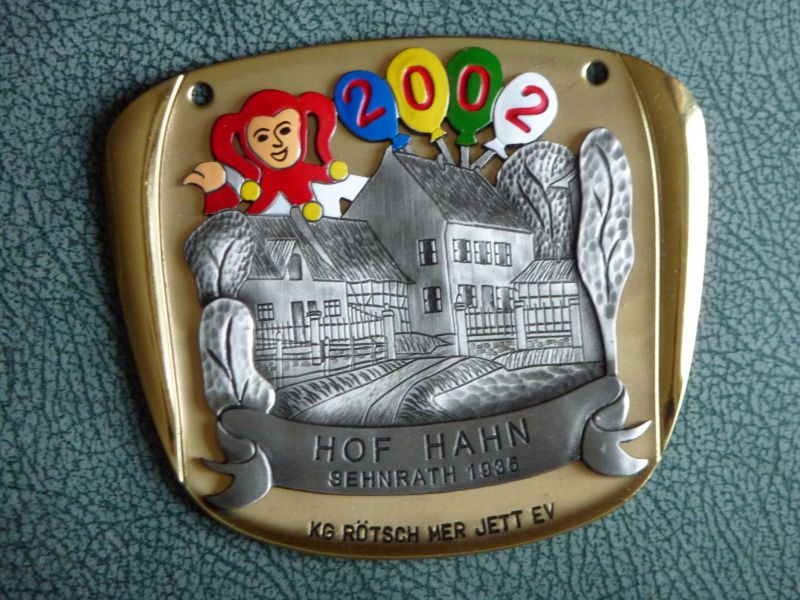 2002
HOF HAHN
SEHNRATH 1935
KG RÖTSCH MER JETT EV